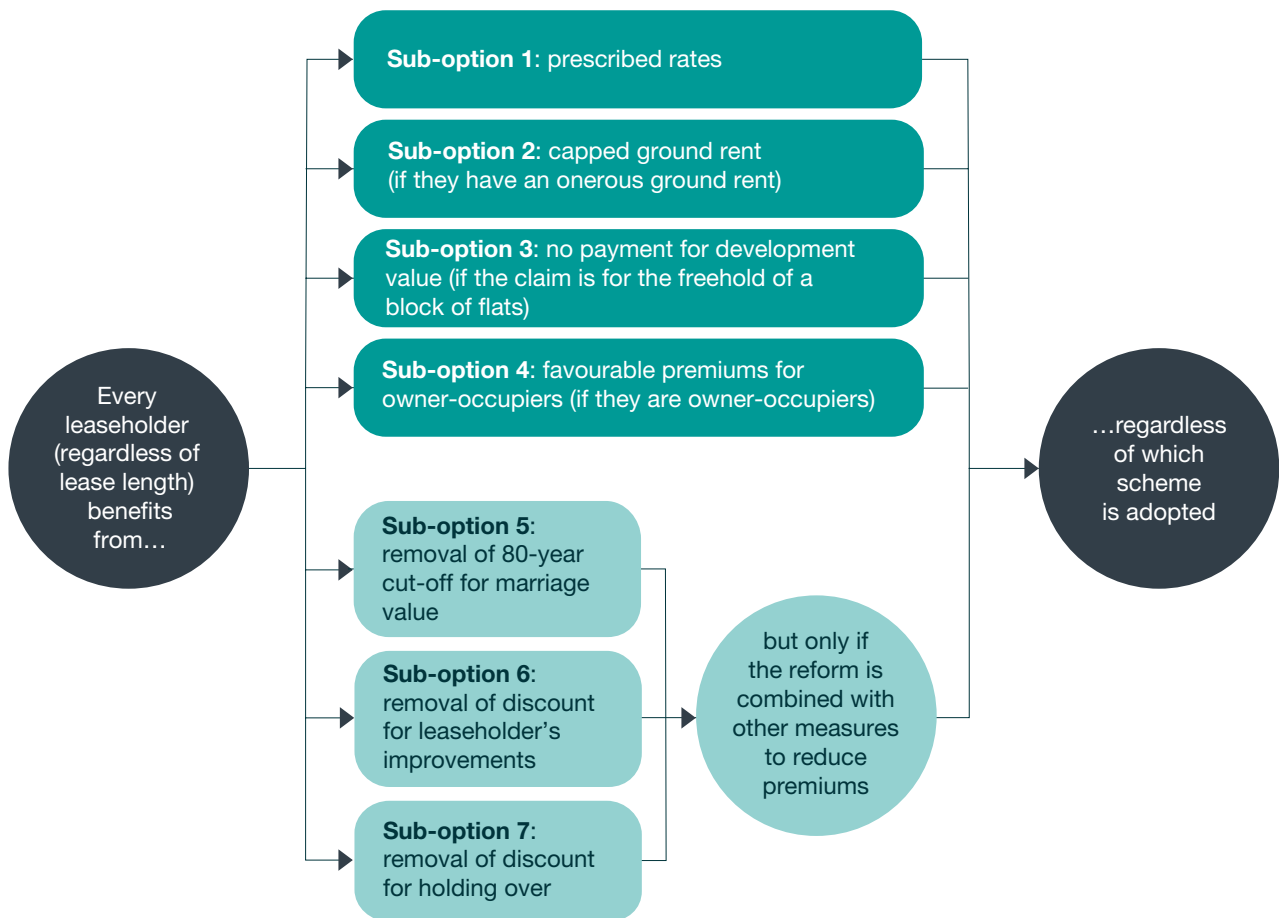 Every
leaseholder
(regardless of
lease length)
benefits
from…
Sub-option 1: prescribed rates
Sub-option 2: capped ground rent
(if they have an onerous ground rent)
Sub-option 3: no payment for development
value (if the claim is for the freehold of a
block of flats)
Sub-option 4: favourable premiums for
owner-occupiers (if they are owner-occupiers)
Sub-option 5:
removal of 80-year
cut-off for marriage
value
Sub-option 6:
removal of discount
for leaseholder’s
improvements
Sub-option 7:
removal of discount
for holding over
but only if
the reform is
combined with
other measures
to reduce
premiums
…regardless
of which
scheme
is adopted